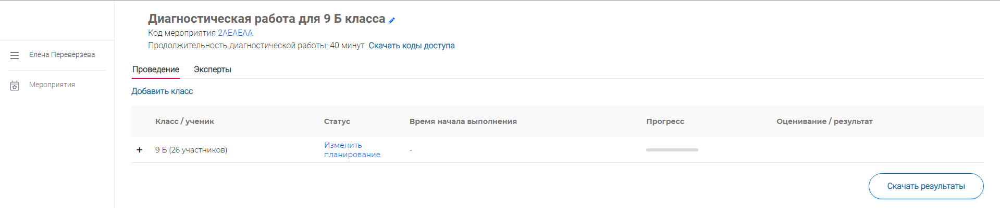 Диагностическая работа для 9 Б класса
Код мероприятия 2AEAEAA
Продолжительность диагностической работы: 40 минут Скачать коды доступа
Елена Переверзева
Мероприятия
Проведение Эксперты
Добавить класс
Класс / ученик Статус Время начала выполнения Прогресс Оценивание / результат
+ 9 Б (26 участников) Изменить планирование -
Скачать результаты